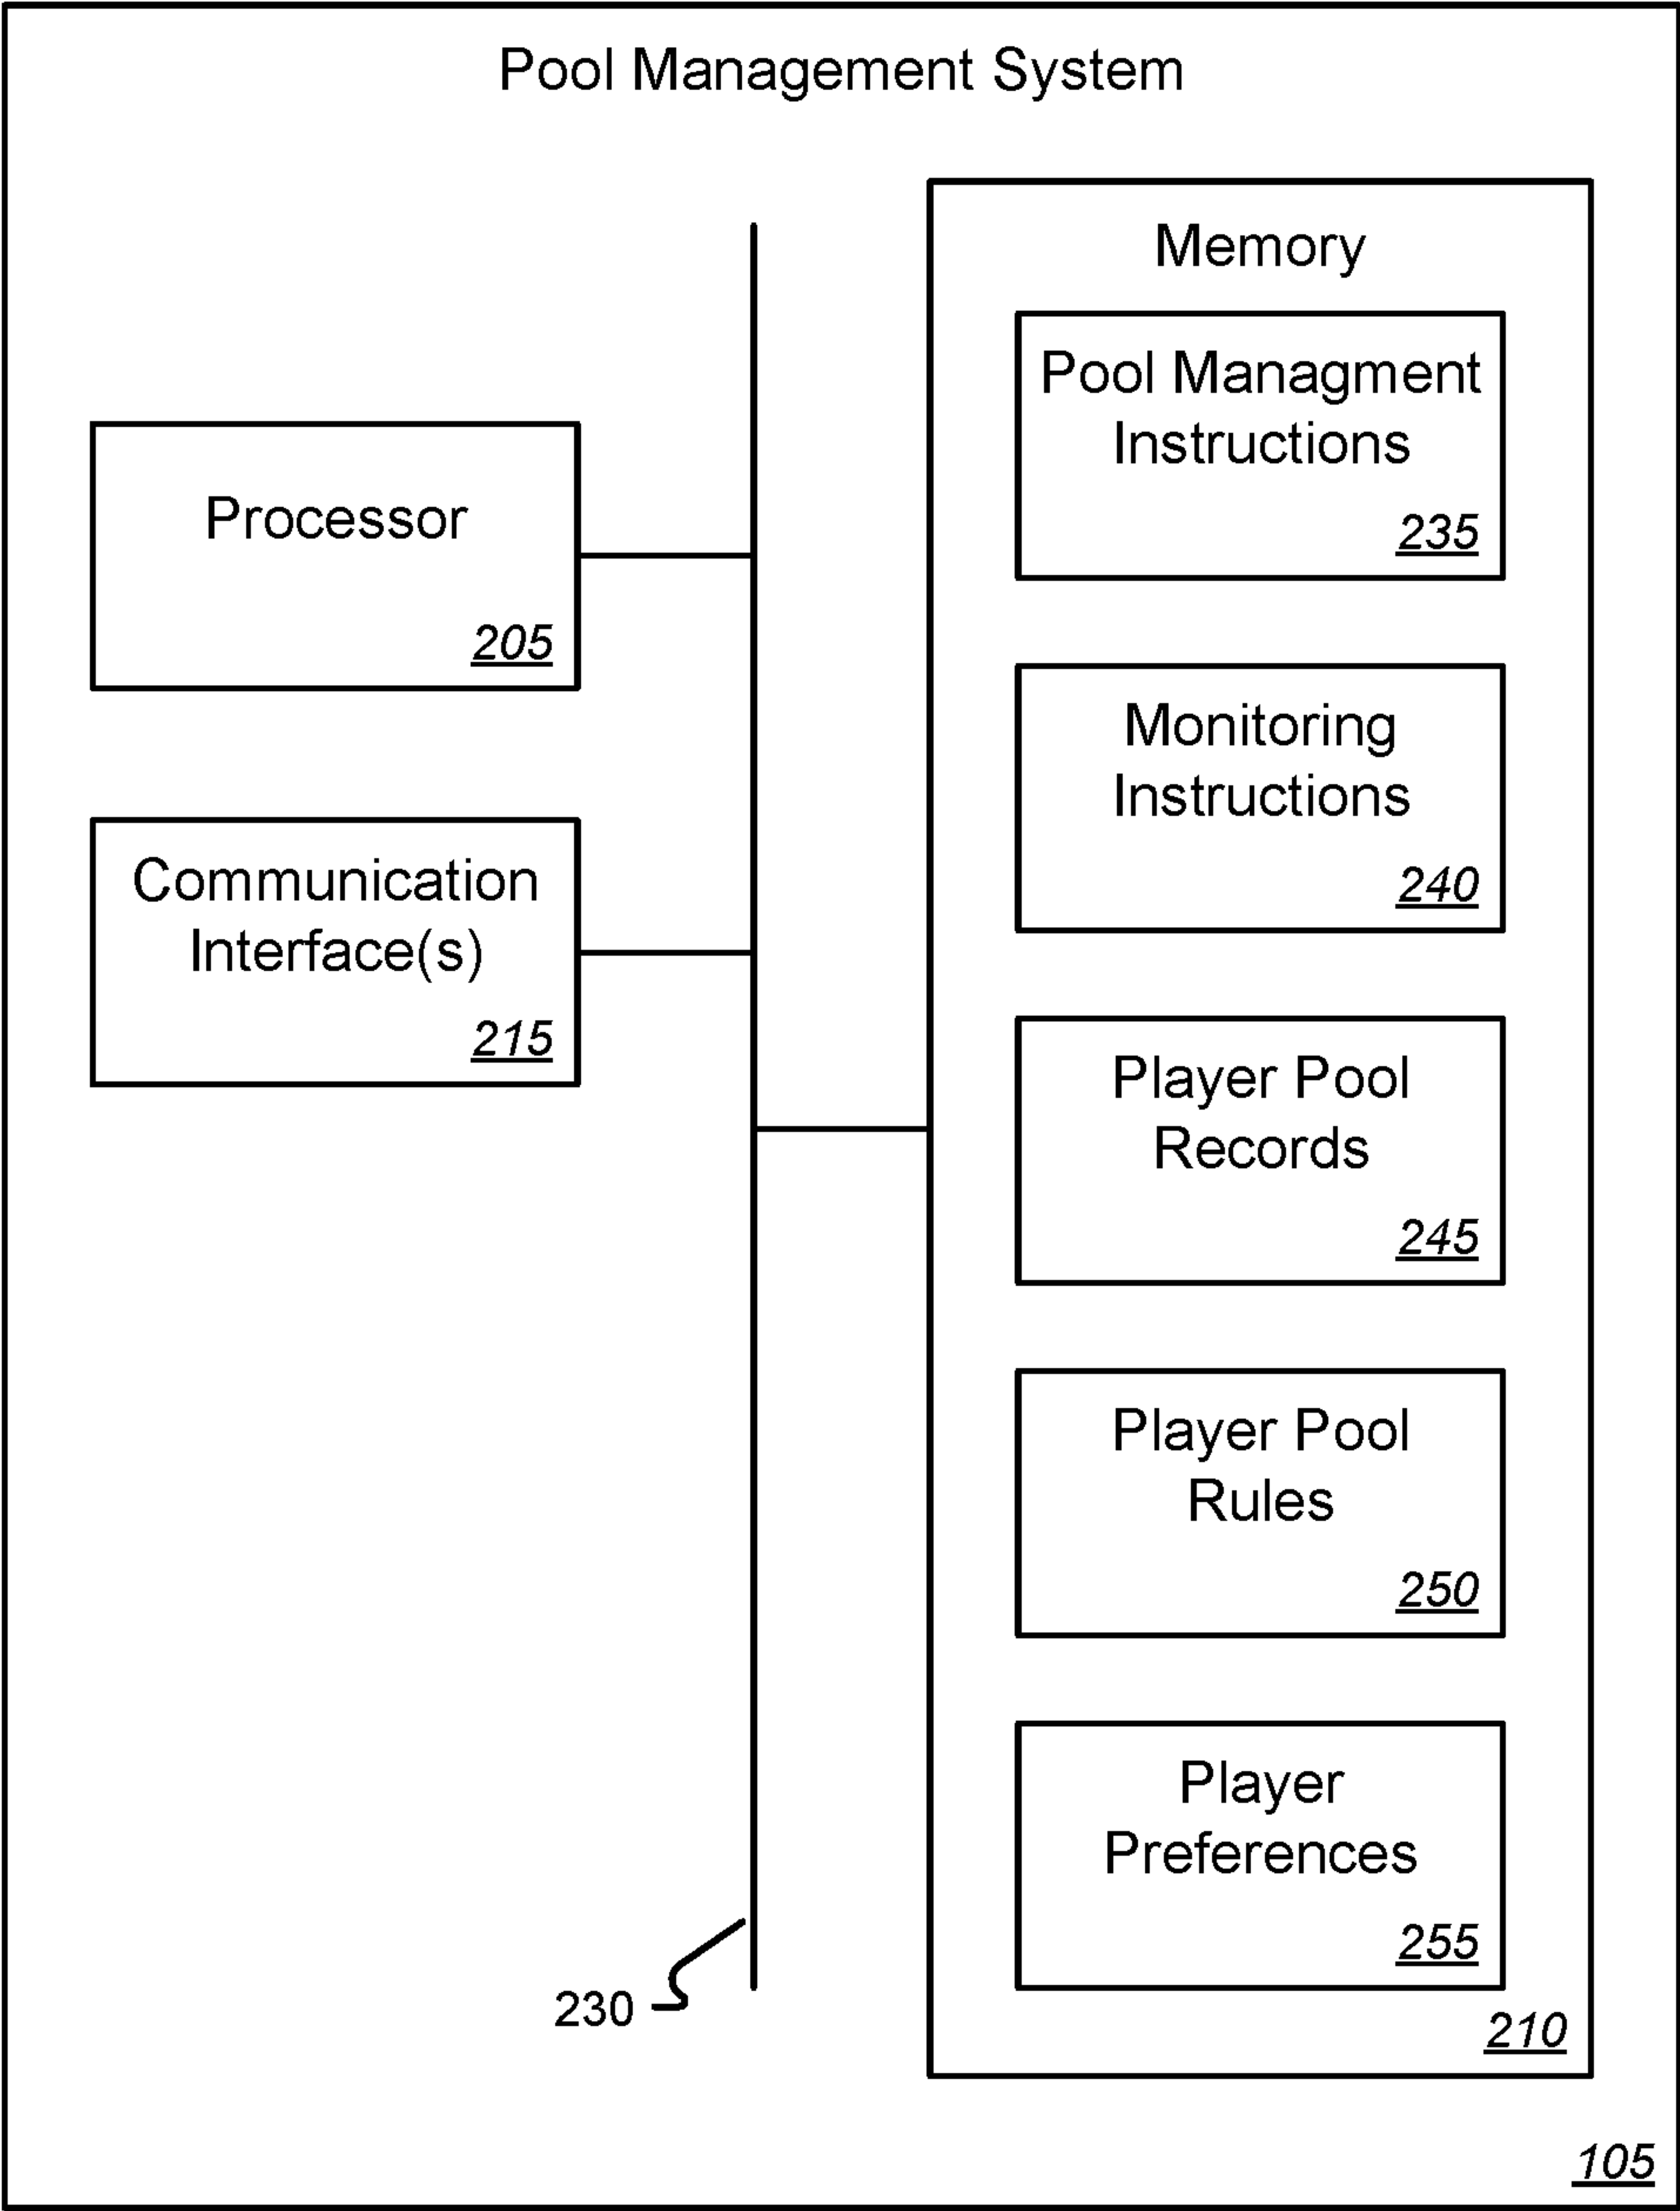 Pool Management System
Processor
205
Communication
Interface(s)
215
230
Memory
Pool Managment
Instructions
235
Monitoring
Instructions
240
Player Pool
Records
245
Player Pool
Rules
250
Player
Preferences
255
210
105